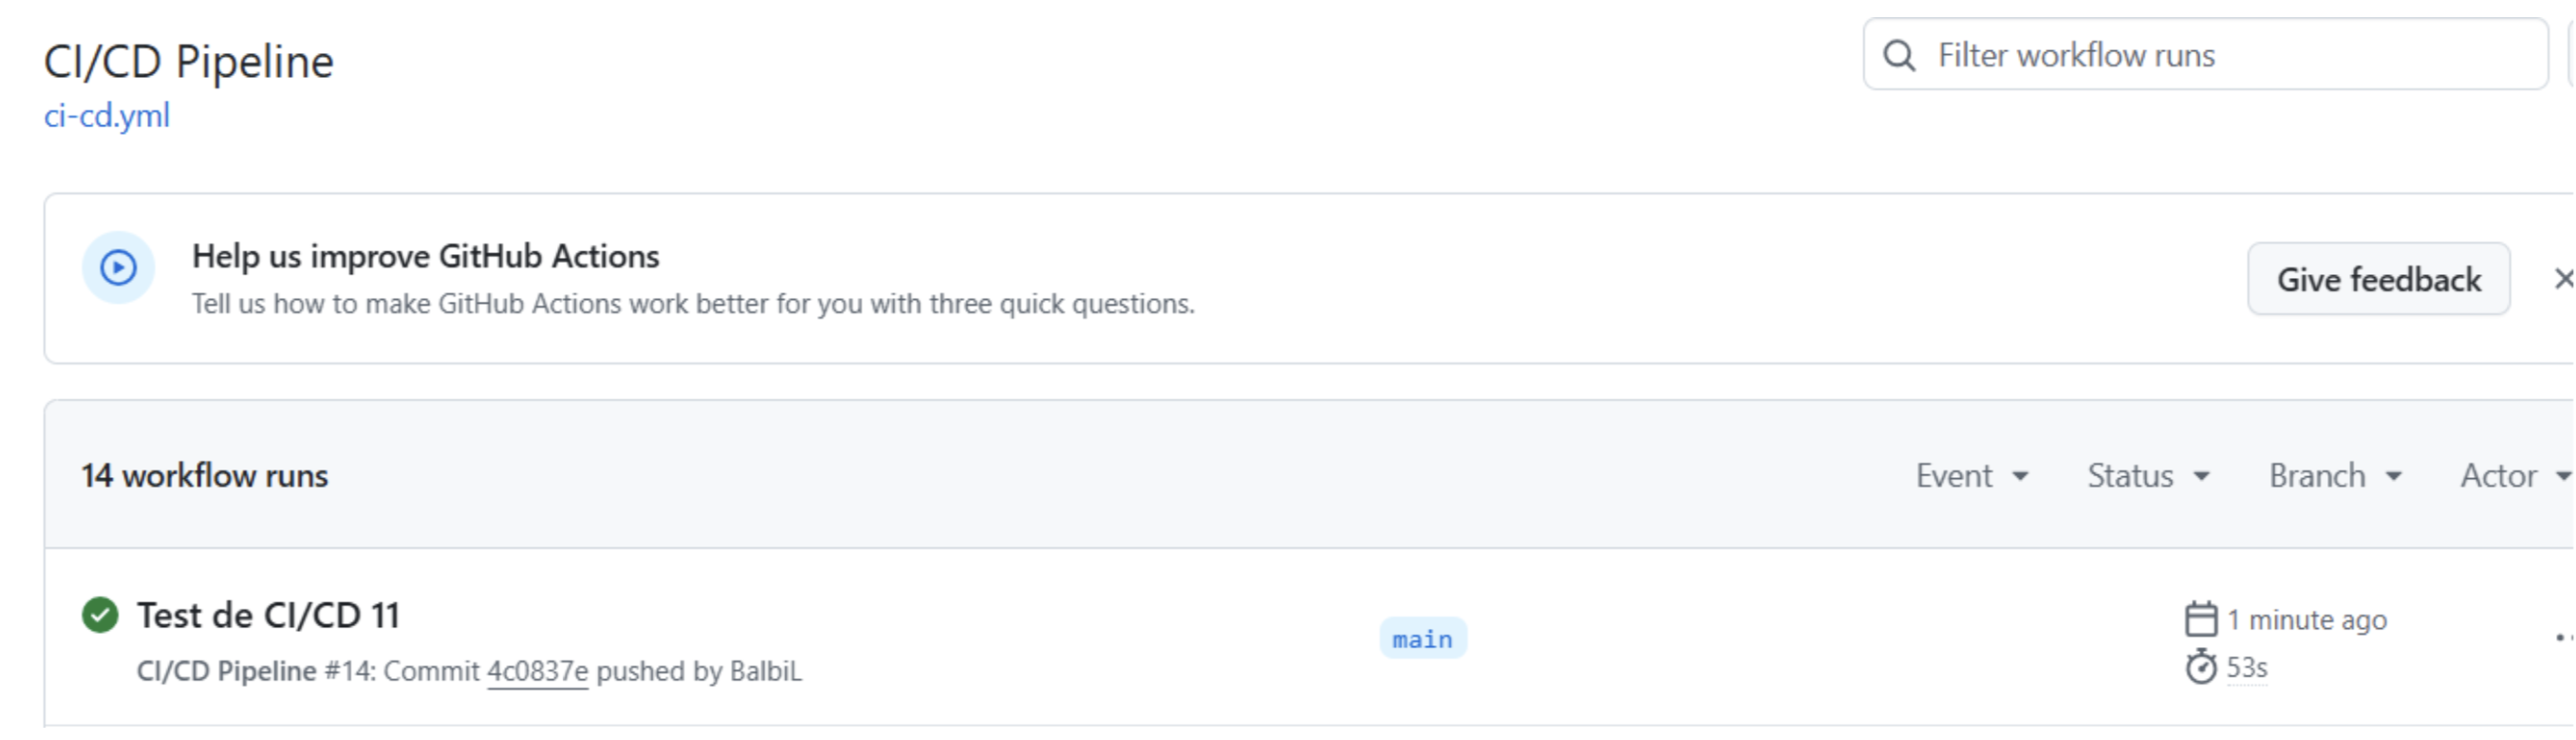 CI/CD Pipeline
Filter workflow runs
ci-cd.yml
Help us improve GitHub Actions
Tell us how to make GitHub Actions work better for you with three quick questions.
Give feedback
14 workflow runs
Event
Status
Branch
Actor
Test de CI/CD 11
main
1 minute ago
CI/CD Pipeline #14: Commit 4c0837e pushed by BalbiL
53s